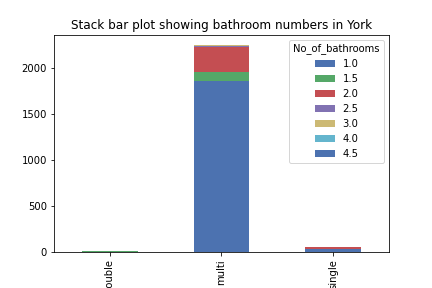 Stack bar plot showing bathroom numbers in York
No_of_bathrooms
1.0
1.5
2.0
2.5
3.0
4.0
4.5
2000
1500
1000
500
0
ouble
multi
single